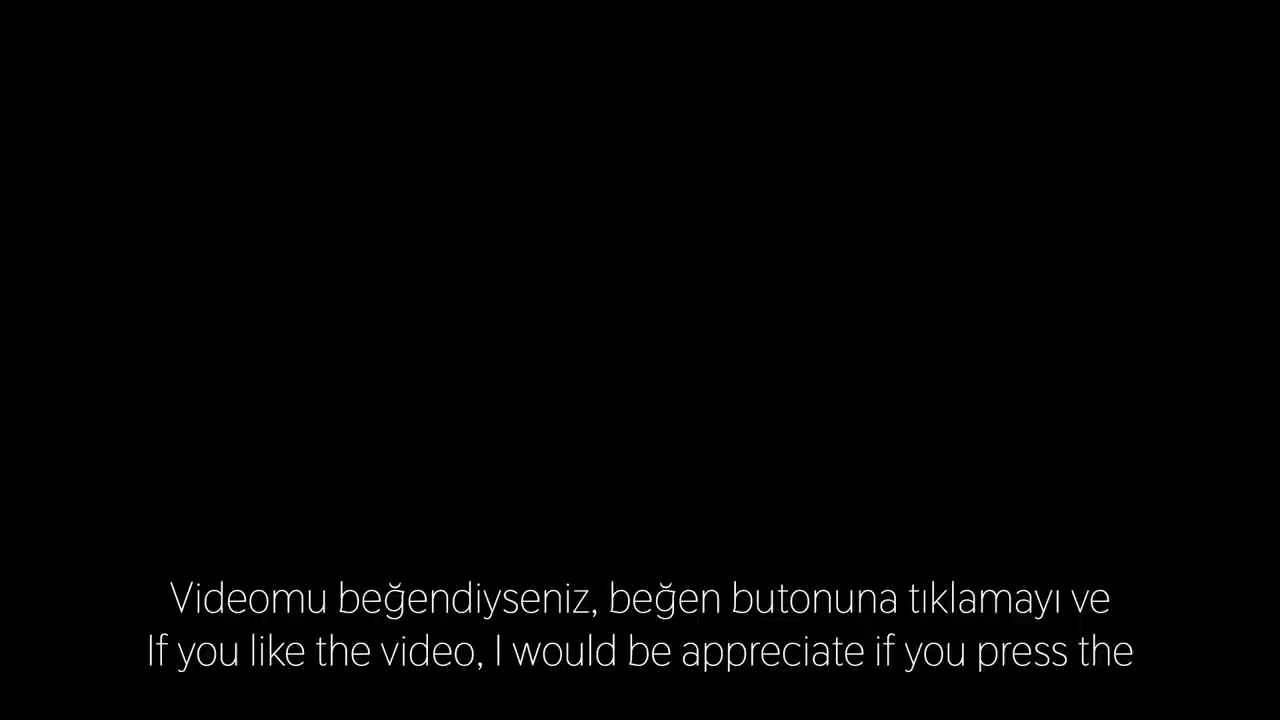 Videomu beğendiyseniz, beğen butonuna tıklamayı ve
If you like the video, I would be appreciate if you press the